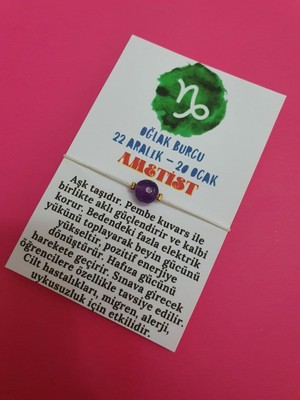 OĞLAK BURCU
22 ARALIK - 20 OCAK
AMETİST
Aşk taşıdır. Pembe kuvars ile
birlikte aklı güçlendirir ve kalbi
korur. Bedendeki fazla elektrik
yükünü toplayarak beyin gücünü
yükseltir, pozitif enerjiye
dönüştürür. Hafıza gücünü
harekete geçirir. Sınava girecek
öğrencilere özellikle tavsiye edilir.
Cilt hastalıkları, migren, alerji,
uykusuzluk için etkilidir.